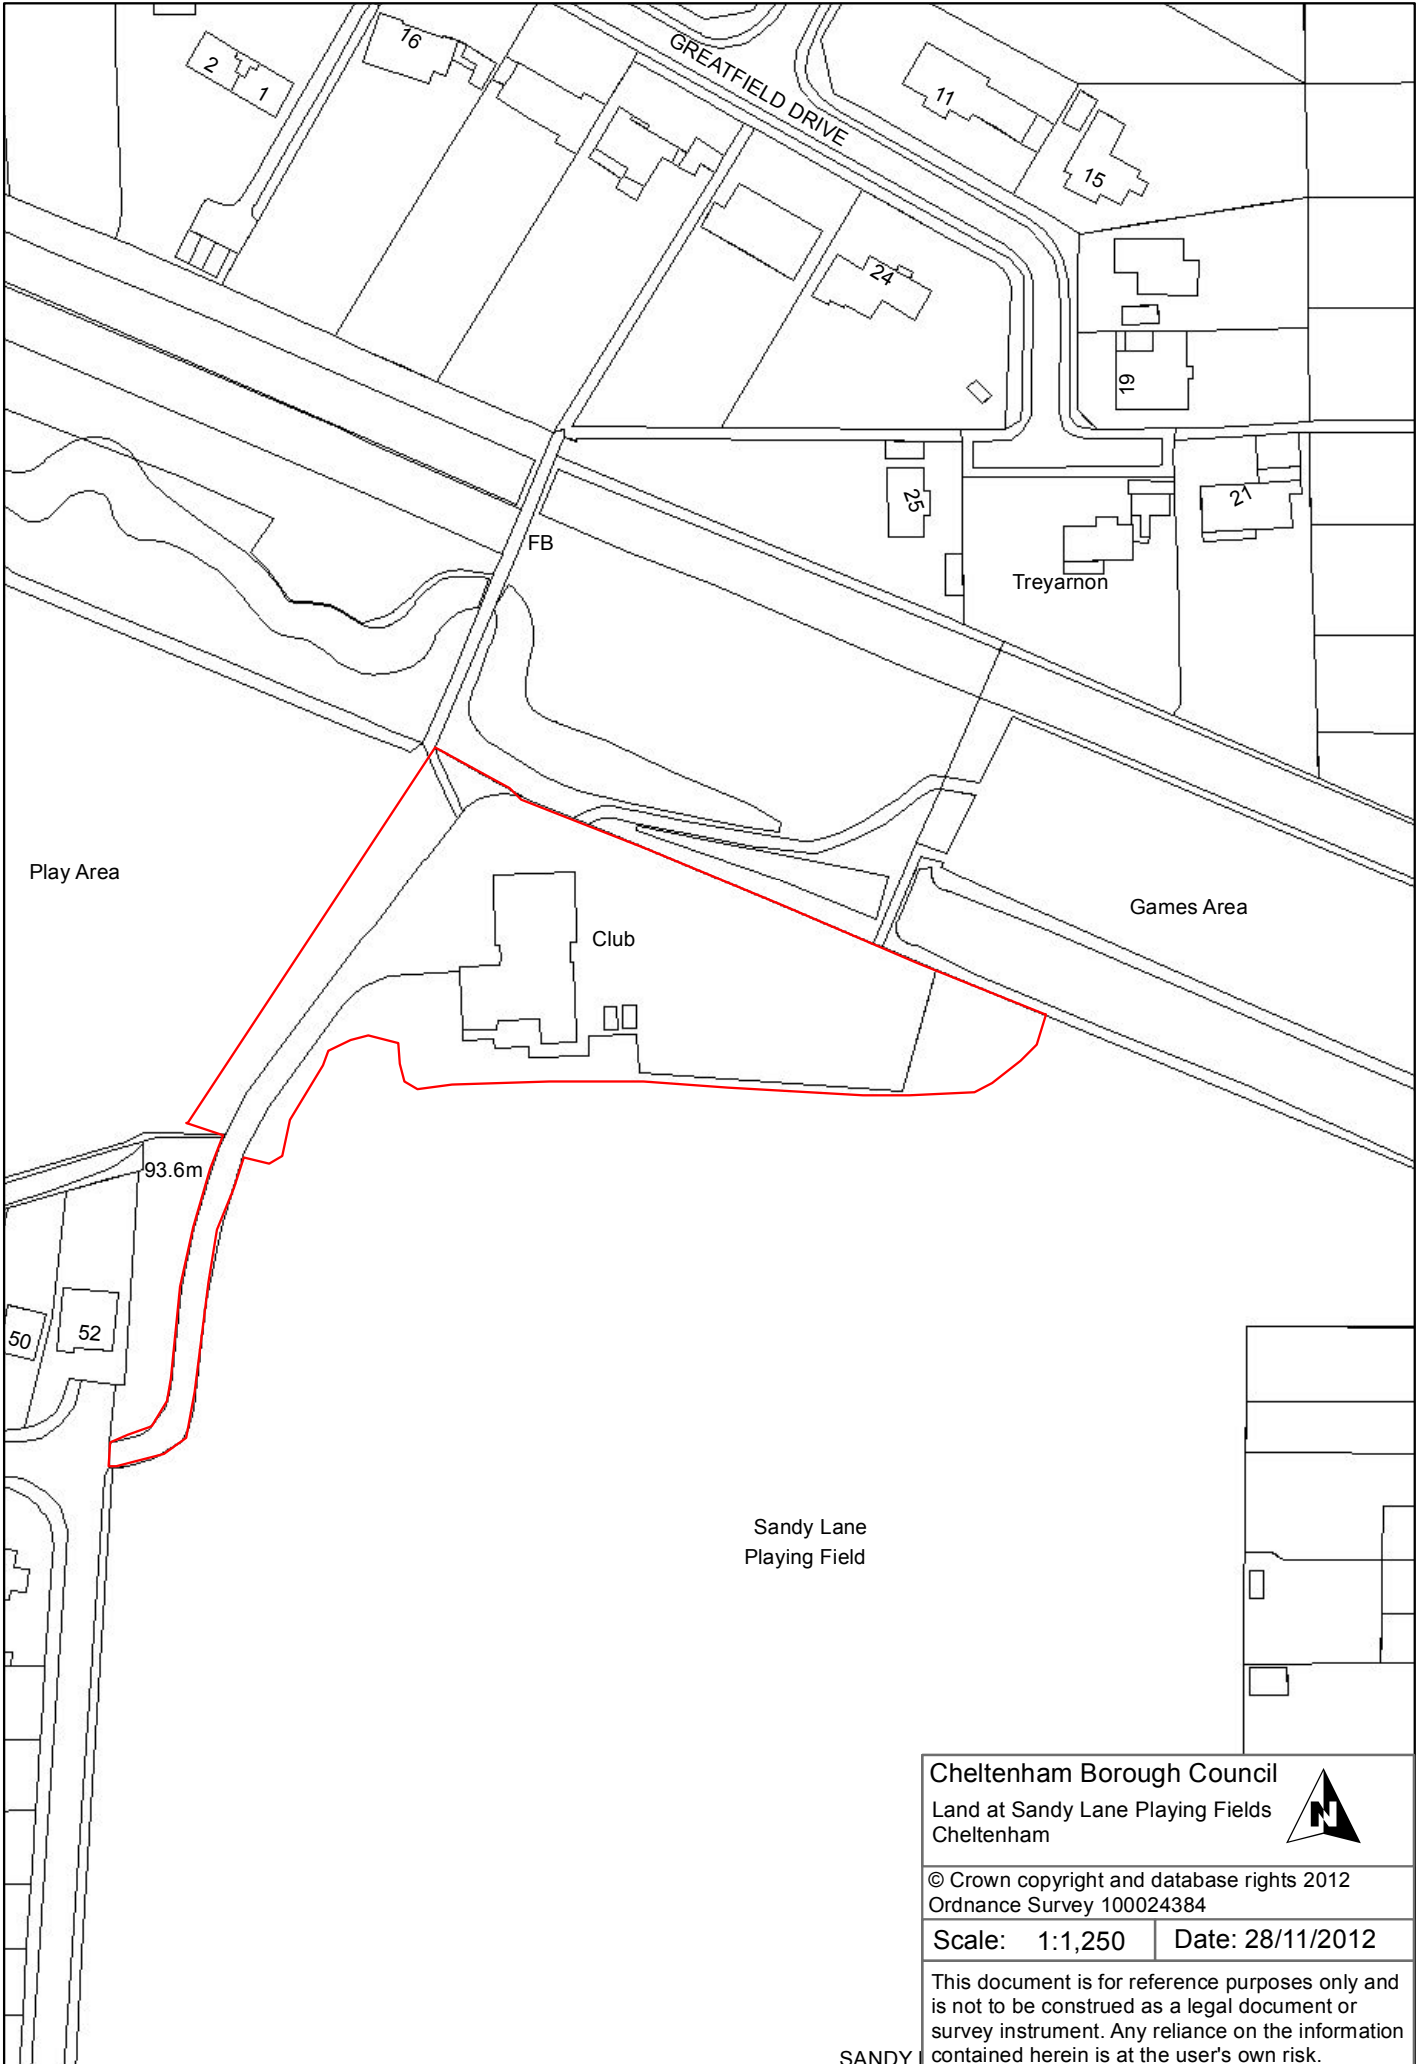 16
2
1
GREATFIELD DRIVE
11
15
24
19
25
21
FB
Treyarnon
Play Area
Games Area
Club
93.6m
50
52
Sandy Lane
Playing Field
Cheltenham Borough Council
Land at Sandy Lane Playing Fields
Cheltenham
N
© Crown copyright and database rights 2012
Ordnance Survey 100024384
Scale: 1:1,250
Date: 28/11/2012
This document is for reference purposes only and
is not to be construed as a legal document or
survey instrument. Any reliance on the information
contained herein is at the user's own risk.
SANDY